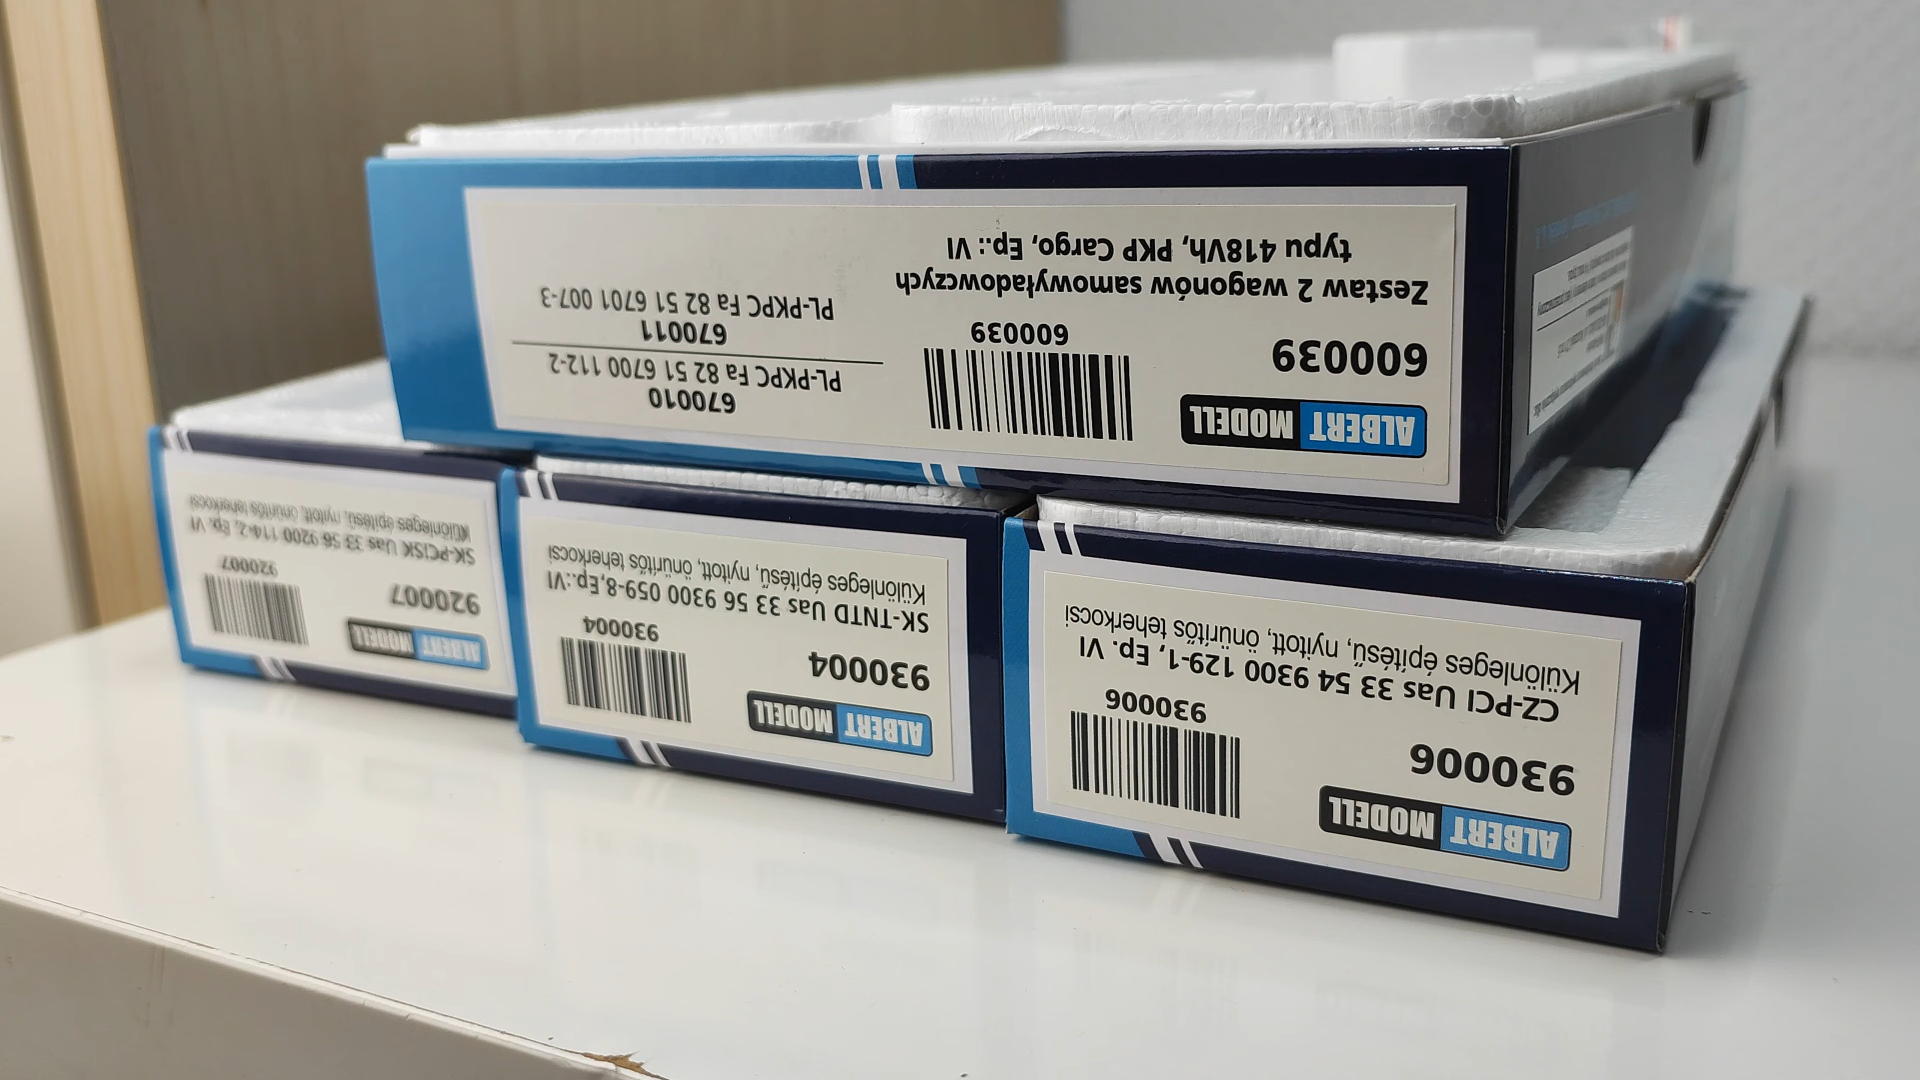 ALBERT MODELL
600039
600039
Zestaw 2 wagonów samowyładowczych
typu 418Vh, PKP Cargo, Ep.: VI
670010
PL-PKPC Fa 82 51 6700 112-2
670011
PL-PKPC Fa 82 51 6701 007-3
ALBERT MODELL
930006
930006
CZ-PCI Uas 33 54 9300 129-1, Ep. VI
Különleges építésű, nyitott, önürítős teherkocsi
ALBERT MODELL
930004
930004
SK-TNTD Uas 33 56 9300 059-8,Ep.:VI
Különleges építésű, nyitott, önürítős teherkocsi
ALBERT MODELL
920007
920007
SK-PCISK Uas 33 56 9200 114-2, Ep. VI
Különleges építésű, nyitott, önürítős teherkocsi